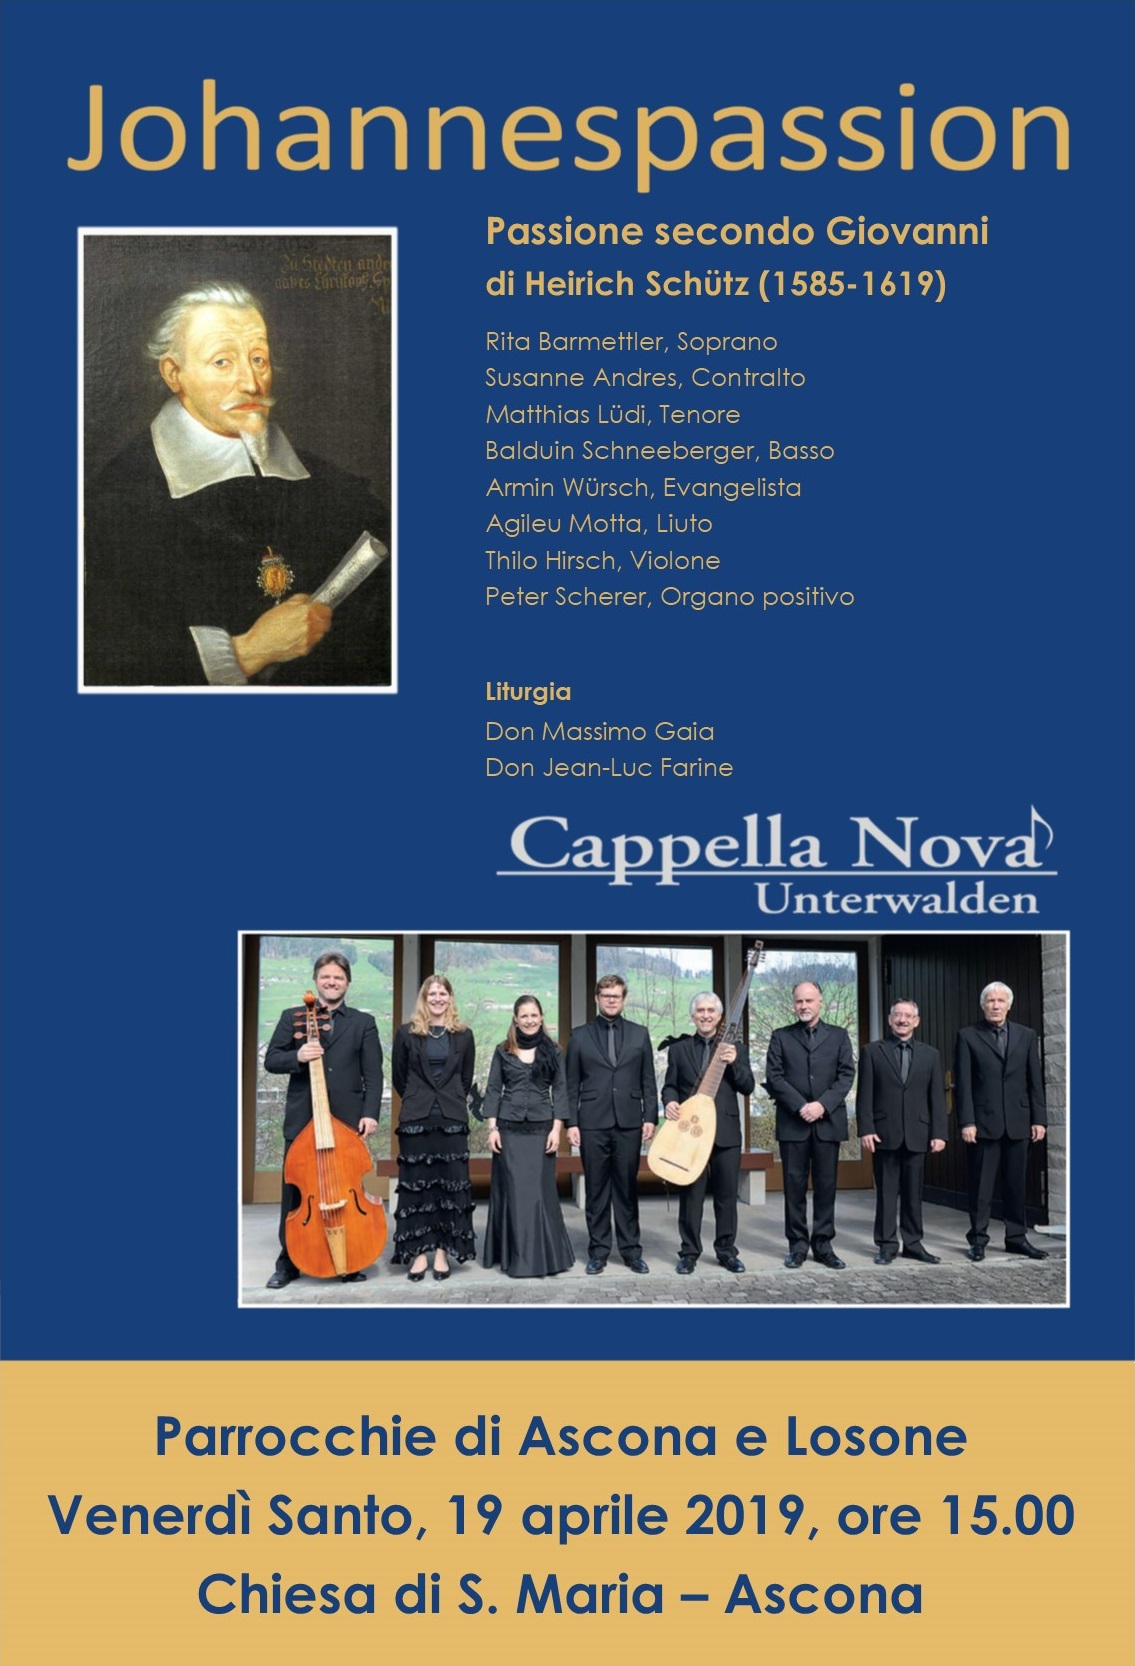 Johannespassion
Zu Stedten
Passione secondo Giovanni
di Heirich Schütz (1585-1619)
Rita Barmettler, Soprano
Susanne Andres, Contralto
Matthias Lüdi, Tenore
Balduin Schneeberger, Basso
Armin Würsch, Evangelista
Agileu Motta, Liuto
Thilo Hirsch, Violone
Peter Scherer, Organo positivo
Liturgia
Don Massimo Gaia
Don Jean-Luc Farine
Cappella Nova
Unterwalden
Parrocchie di Ascona e Losone
Venerdì Santo, 19 aprile 2019, ore 15.00
Chiesa di S. Maria – Ascona